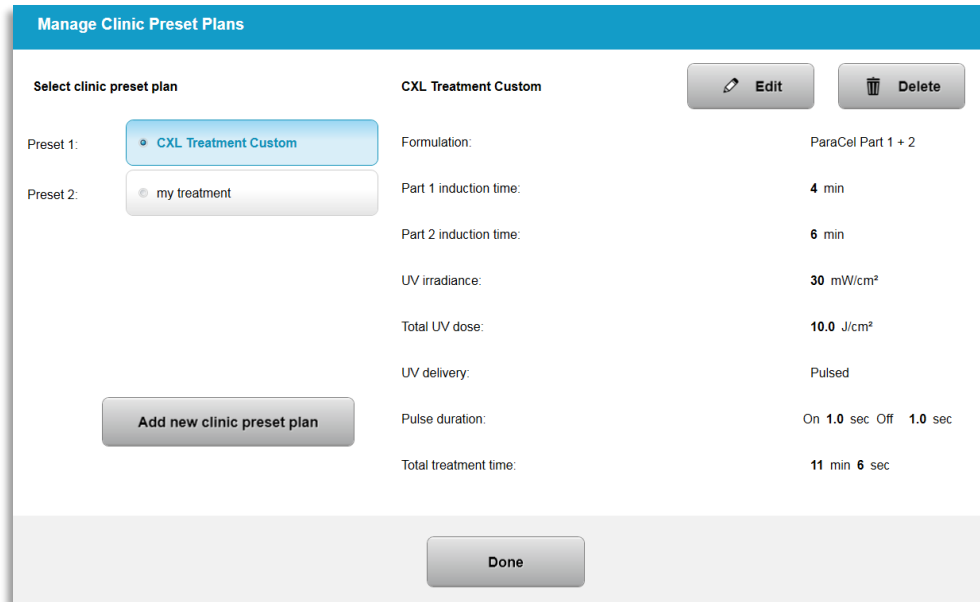 Manage Clinic Preset Plans
Select clinic preset plan
Preset 1: CXL Treatment Custom
Preset 2: my treatment
Add new clinic preset plan
CXL Treatment Custom
Edit
Delete
Formulation: ParaCel Part 1 + 2
Part 1 induction time: 4 min
Part 2 induction time: 6 min
UV irradiance: 30 mW/cm²
Total UV dose: 10.0 J/cm²
UV delivery: Pulsed
Pulse duration: On 1.0 sec Off 1.0 sec
Total treatment time: 11 min 6 sec
Done